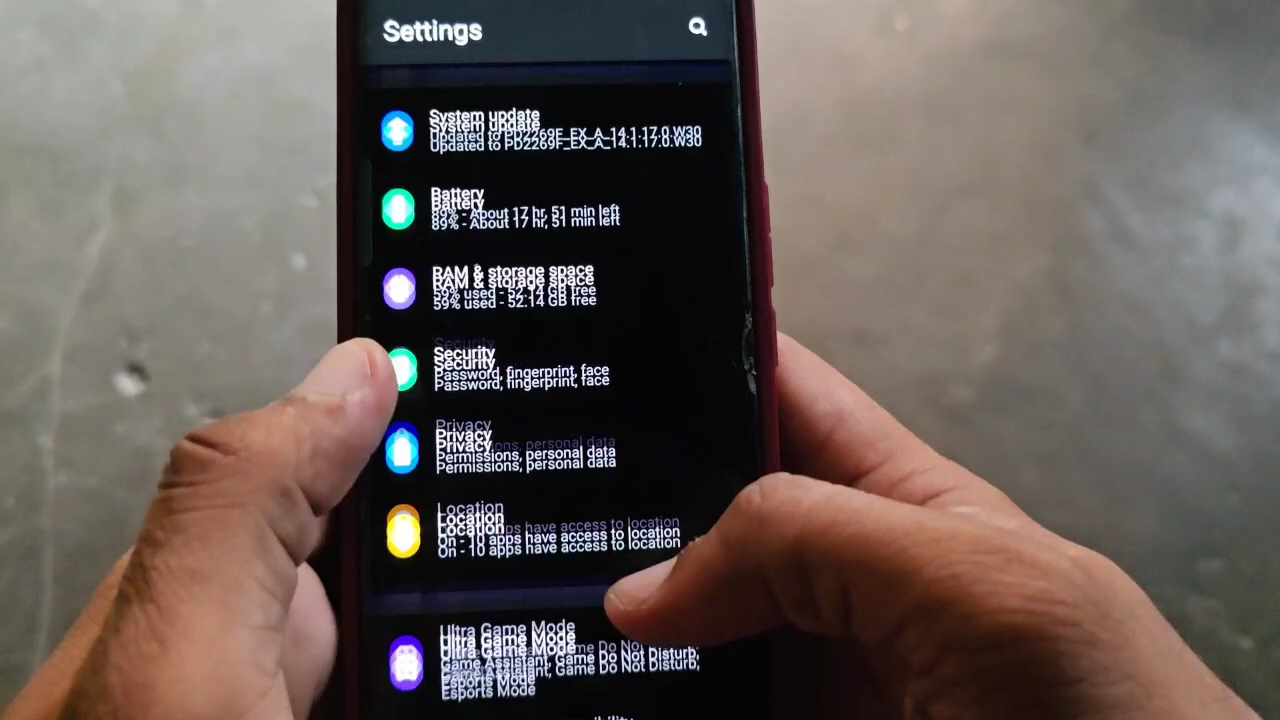 Settings
System update
Updated to PD2269F_EX_A_14.1.17.0.W30
Battery
89% - About 17 hr, 51 min left
RAM & storage space
59% used - 52.14 GB free
Security
Password, fingerprint, face
Privacy
Permissions, personal data
Location
On - 10 apps have access to location
Ultra Game Mode
Game Assistant, Game Do Not Disturb,
Esports Mode